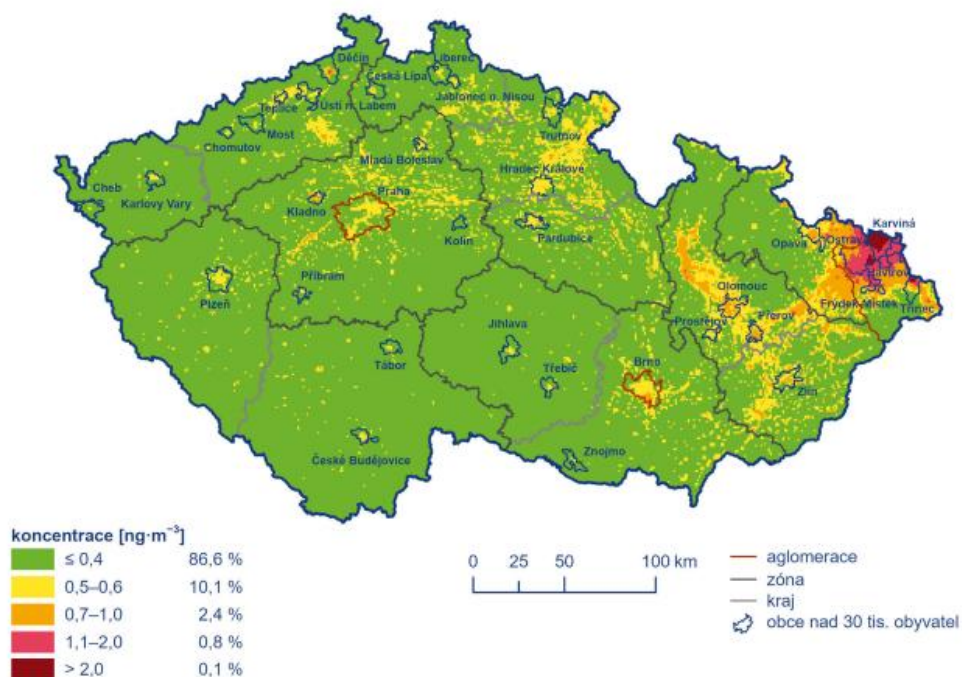 Děčín
Liberec
Česká Lípa
Jablonec n. Nisou
Teplice
Ústí n. Labem
Most
Chomutov
Trutnov
Mladá Boleslav
Hradec Králové
Cheb
Karlovy Vary
Praha
Kladno
Kolín
Pardubice
Karviná
Opava
Ostrava
Havířov
Příbram
Plzeň
Olomouc
Frýdek-Místek
Třinec
Prostějov
Přerov
Jihlava
Tábor
Třebíč
Brno
Zlín
České Budějovice
Znojmo
koncentrace [ng·m⁻³]
≤ 0,4 86,6 %
0,5–0,6 10,1 %
0,7–1,0 2,4 %
1,1–2,0 0,8 %
> 2,0 0,1 %
0 25 50 100 km
aglomerace
zóna
kraj
obce nad 30 tis. obyvatel